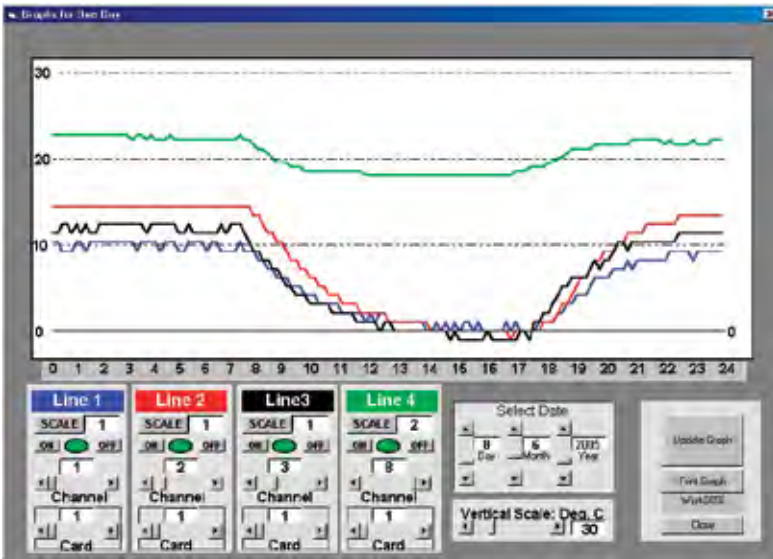 Graphs for One Day
30
20
10
0 0
0 1 2 3 4 5 6 7 8 9 10 11 12 13 14 15 16 17 18 19 20 21 22 23 24
Line 1 Line 2 Line3 Line 4
SCALE 1 SCALE 1 SCALE 1 SCALE 2
ON OFF ON OFF ON OFF ON OFF
1 2 3 8
Channel Channel Channel Channel
1 1 1 1
Card Card Card Card
Select Date
8 6 2005
Day Month Year
Vertical Scale: Deg. C
30
Update Graph
Print Graph
Close